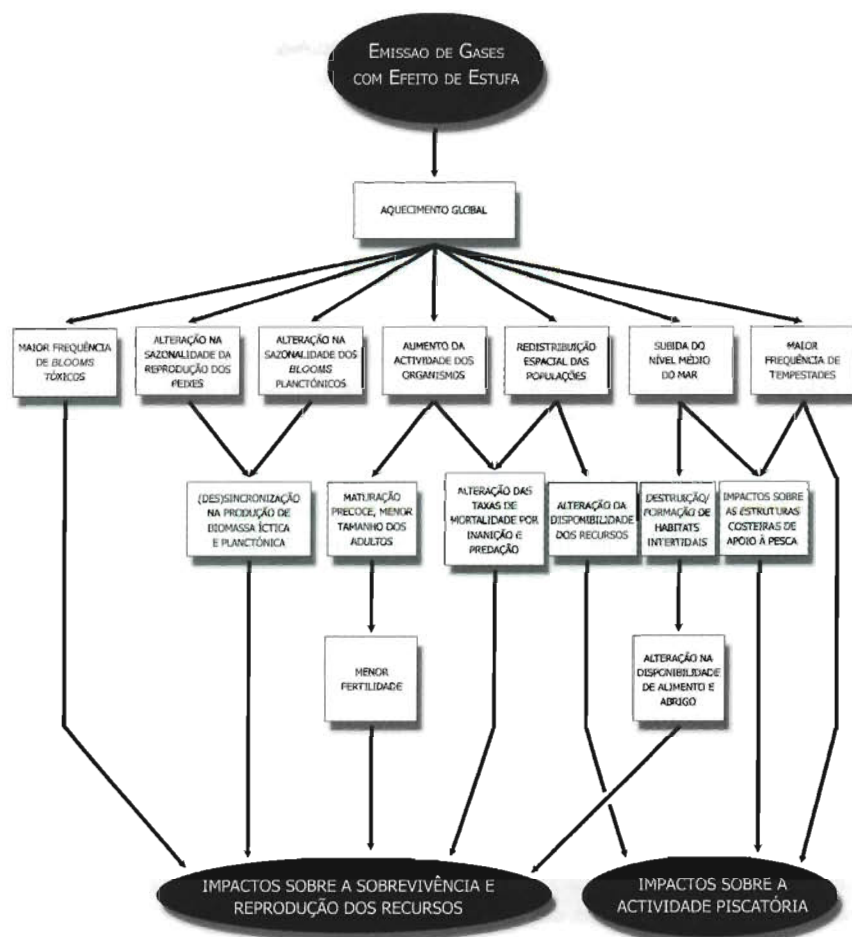 EMISSAO DE GASES
COM EFEITO DE ESTUFA
AQUECIMENTO GLOBAL
MAIOR FREQUÊNCIA
DE BLOOMS
TÓXICOS
ALTERAÇÃO NA
SAZONALIDADE DA
REPRODUÇÃO DOS
PEIXES
ALTERAÇÃO NA
SAZONALIDADE DOS
BLOOMS
PLANCTÓNICOS
AUMENTO DA
ACTIVIDADE DOS
ORGANISMOS
REDISTRIBUIÇÃO
ESPACIAL DAS
POPULAÇÕES
SUBIDA DO
NÍVEL MÉDIO
DO MAR
MAIOR
FREQUÊNCIA DE
TEMPESTADES
(DES)SINCRONIZAÇÃO
NA PRODUÇÃO DE
BIOMASSA ÍCTICA
E PLANCTÓNICA
MATURAÇÃO
PRECOCE, MENOR
TAMANHO DOS
ADULTOS
ALTERAÇÃO DAS
TAXAS DE
MORTALIDADE POR
INANIÇÃO E
PREDAÇÃO
ALTERAÇÃO DA
DISPONIBILIDADE
DOS RECURSOS
DESTRUIÇÃO/
FORMAÇÃO DE
HABITATS
INTERTIDAIS
IMPACTOS SOBRE
AS ESTRUTURAS
COSTEIRAS DE
APOIO À PESCA
MENOR
FERTILIDADE
ALTERAÇÃO NA
DISPONIBILIDADE
DE ALIMENTO E
ABRIGO
IMPACTOS SOBRE A SOBREVIVÊNCIA E
REPRODUÇÃO DOS RECURSOS
IMPACTOS SOBRE A
ACTIVIDADE PISCATÓRIA